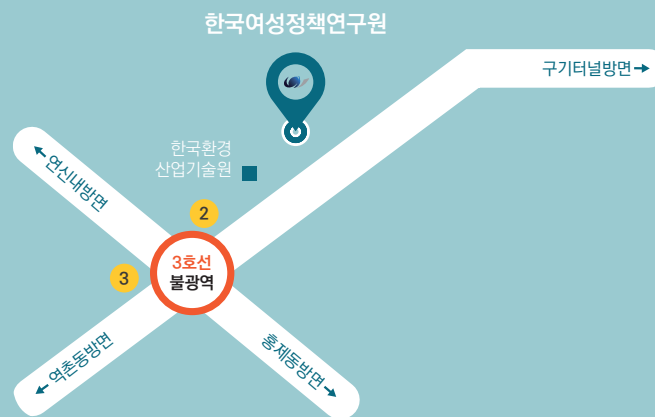 한국여성정책연구원
구기터널방면→
한국환경
산업기술원
←연신내방면
2
3호선
불광역
3
←역촌동방면
홍제동방면→